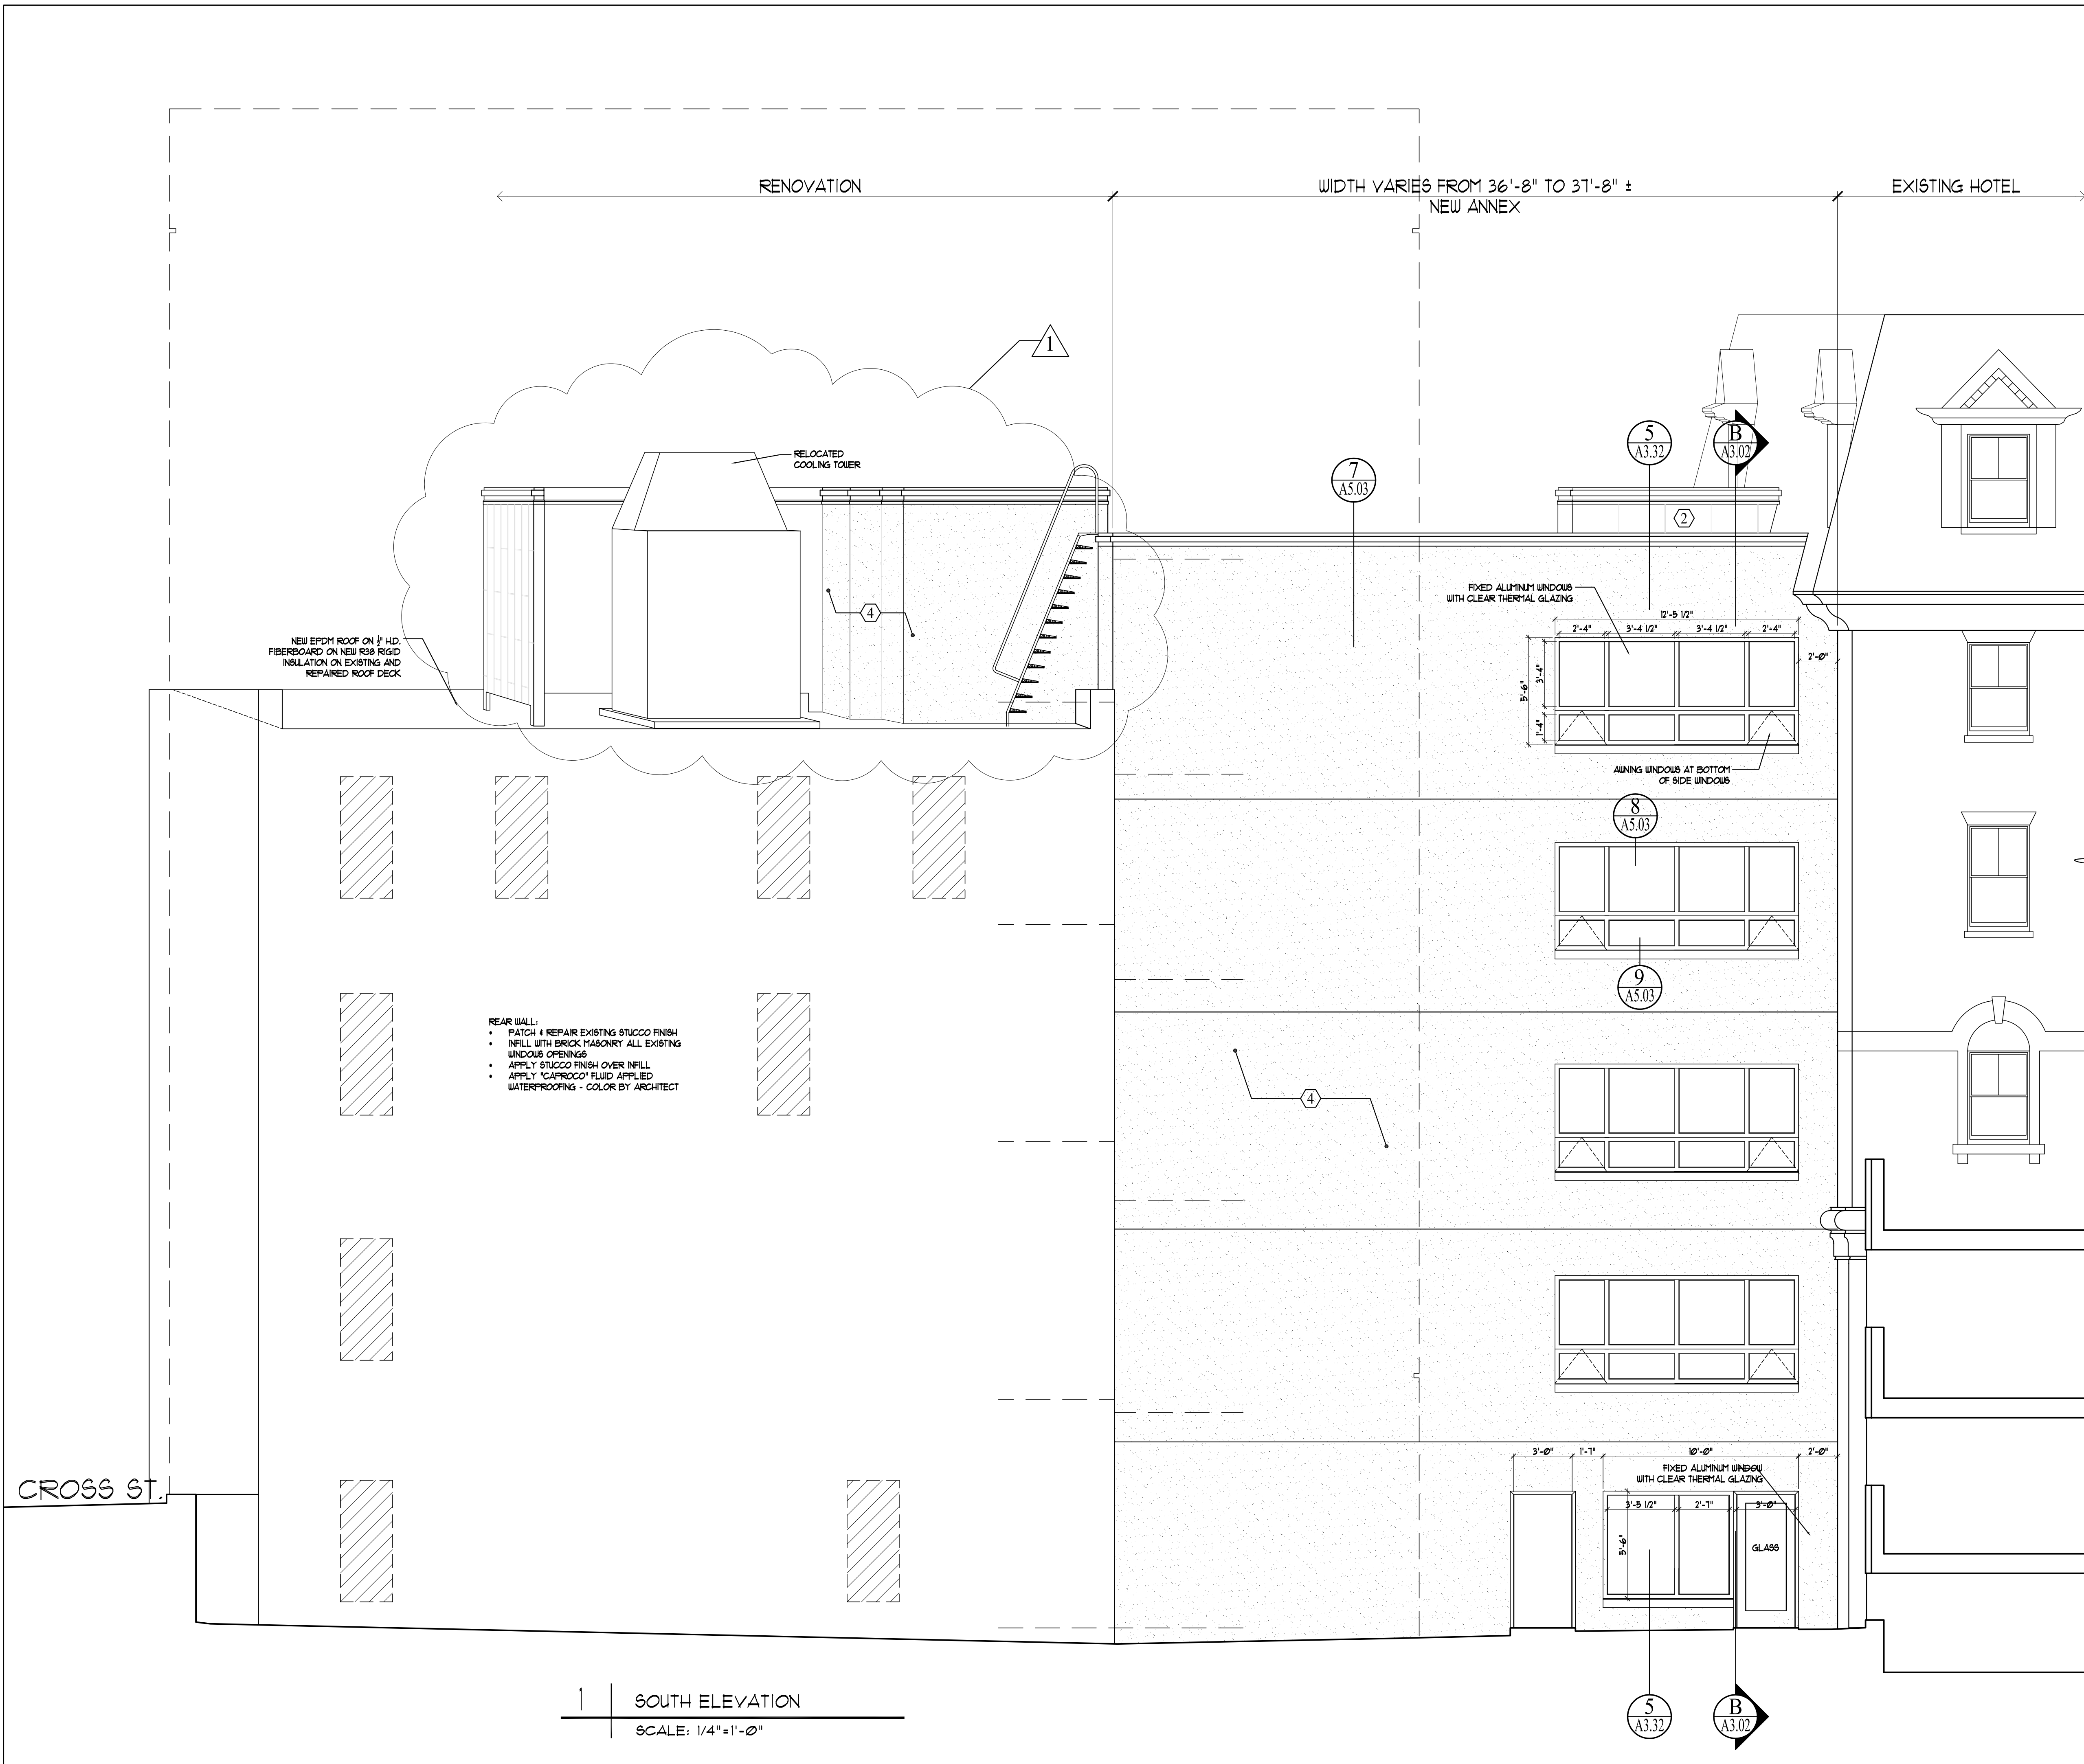 RENOVATION
WIDTH VARIES FROM 36'-8" TO 37'-8" ±
NEW ANNEX
EXISTING HOTEL
1
RELOCATED
COOLING TOWER
5
A3.32
B
A3.02
7
A5.03
2
4
FIXED ALUMINUM WINDOWS
WITH CLEAR THERMAL GLAZING
12'-5 1/2"
2'-4"
3'-4 1/2"
3'-4 1/2"
2'-4"
2'-0"
5'-6"
3'-4"
1'-4"
NEW EPDM ROOF ON ½" H.D.
FIBERBOARD ON NEW R38 RIGID
INSULATION ON EXISTING AND
REPAIRED ROOF DECK
AWNING WINDOWS AT BOTTOM
OF SIDE WINDOWS
8
A5.03
9
A5.03
REAR WALL:
• PATCH & REPAIR EXISTING STUCCO FINISH
• INFILL WITH BRICK MASONRY ALL EXISTING
WINDOWS OPENINGS
• APPLY STUCCO FINISH OVER INFILL
• APPLY "CAPROCO" FLUID APPLIED
WATERPROOFING - COLOR BY ARCHITECT
4
3'-0"
1'-7"
10'-0"
2'-0"
FIXED ALUMINUM WINDOW
WITH CLEAR THERMAL GLAZING
3'-5 1/2"
2'-7"
3'-0"
5'-6"
GLASS
CROSS ST.
1
SOUTH ELEVATION
SCALE: 1/4"=1'-0"
5
A3.32
B
A3.02